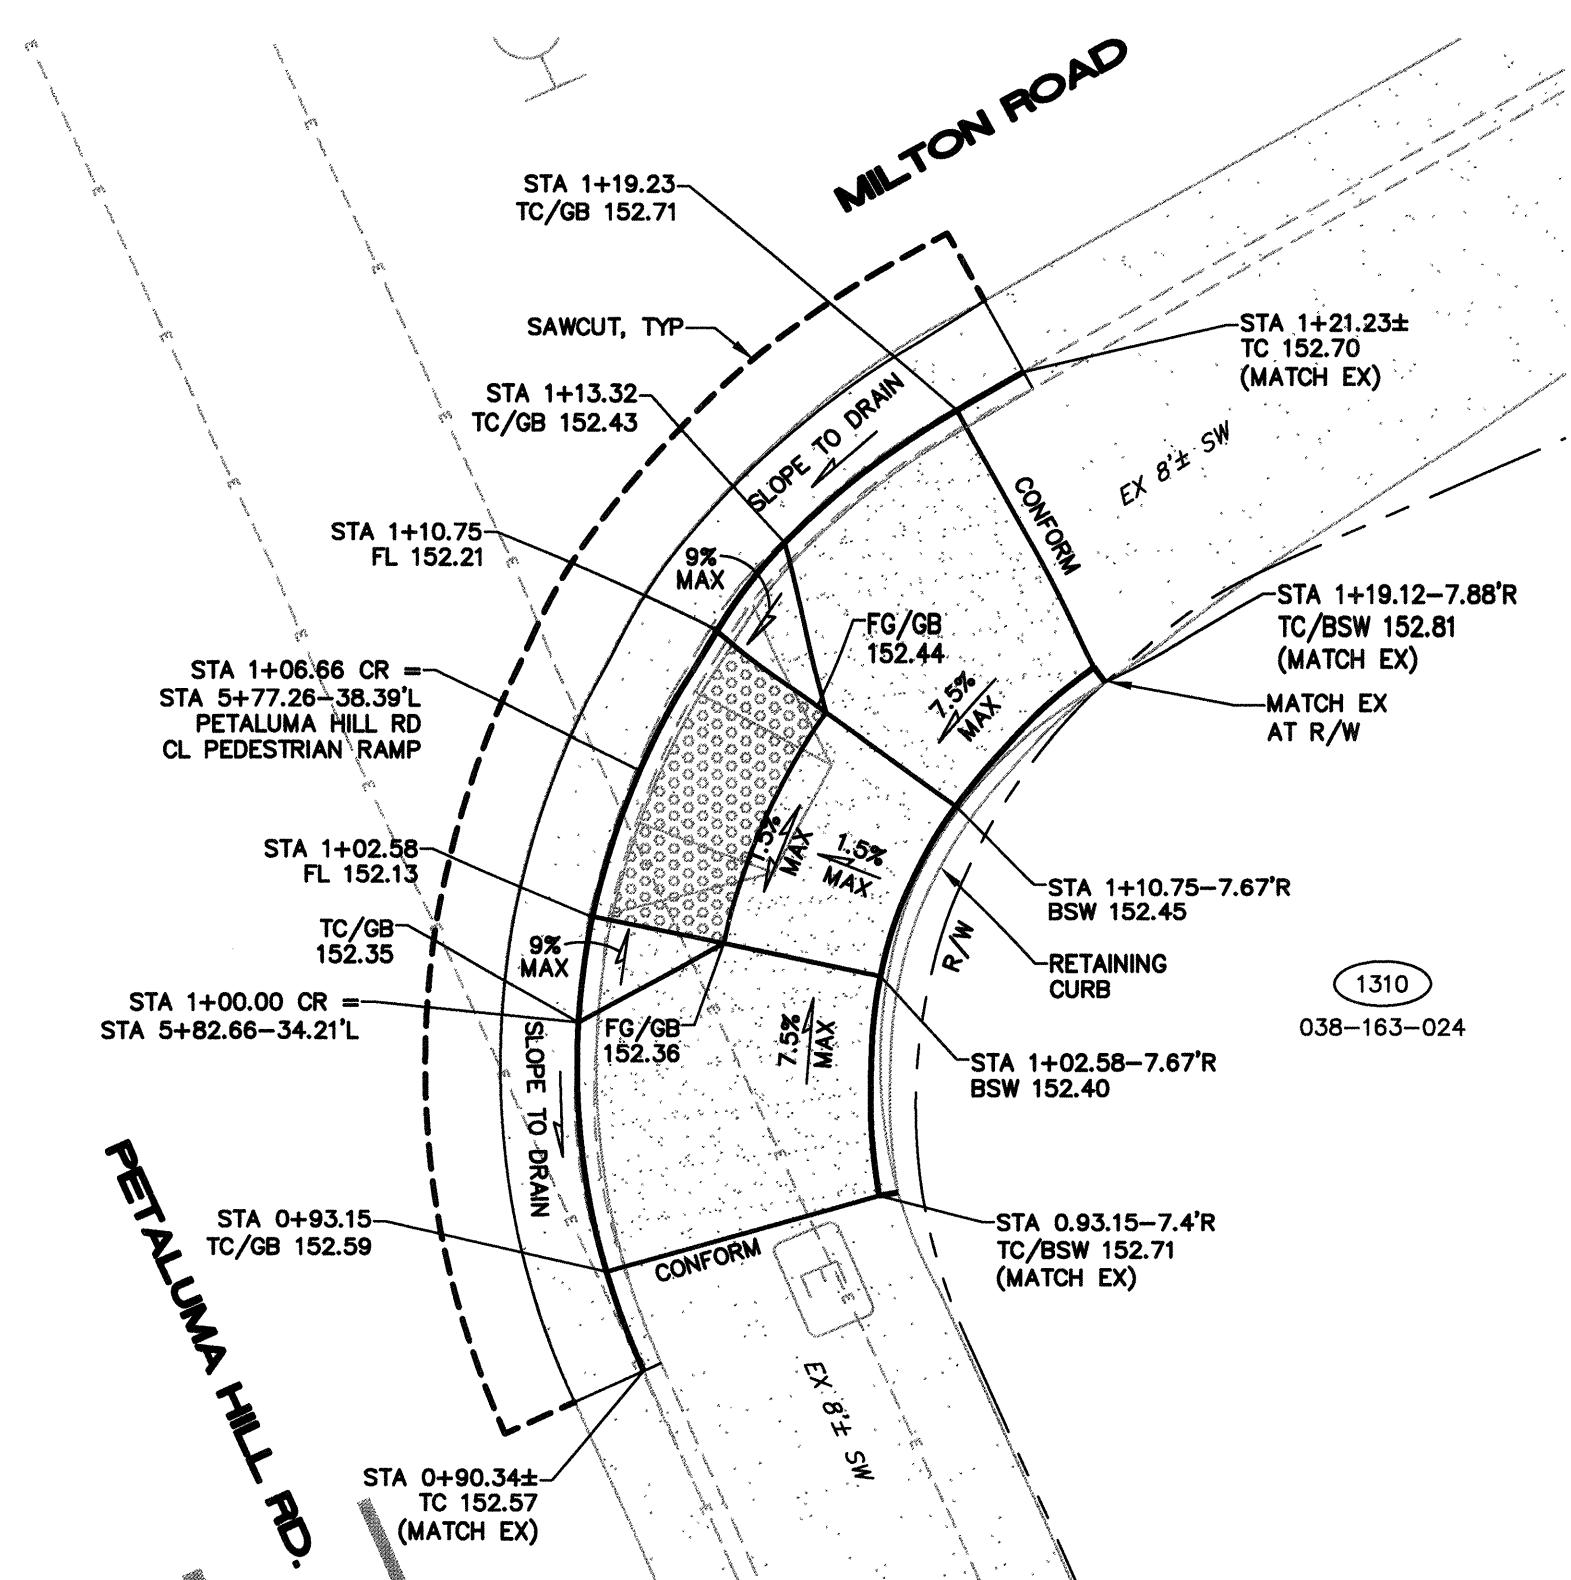 MILTON ROAD
STA 1+19.23
TC/GB 152.71
SAWCUT, TYP
STA 1+21.23±
TC 152.70
(MATCH EX)
STA 1+13.32
TC/GB 152.43
SLOPE TO DRAIN
EX 8'± SW
CONFORM
STA 1+10.75
FL 152.21
9%
MAX
FG/GB
152.44
STA 1+19.12-7.88'R
TC/BSW 152.81
(MATCH EX)
7.5%
MAX
MATCH EX
AT R/W
STA 1+06.66 CR =
STA 5+77.26-38.39'L
PETALUMA HILL RD
CL PEDESTRIAN RAMP
1.5%
MAX
1.5%
MAX
STA 1+02.58
FL 152.13
STA 1+10.75-7.67'R
BSW 152.45
R/W
TC/GB
152.35
9%
MAX
RETAINING
CURB
1310
038-163-024
STA 1+00.00 CR =
STA 5+82.66-34.21'L
FG/GB
152.36
7.5%
MAX
SLOPE TO DRAIN
STA 1+02.58-7.67'R
BSW 152.40
PETALUMA HILL RD.
STA 0+93.15
TC/GB 152.59
CONFORM
STA 0.93.15-7.4'R
TC/BSW 152.71
(MATCH EX)
E
EX 8'± SW
STA 0+90.34±
TC 152.57
(MATCH EX)